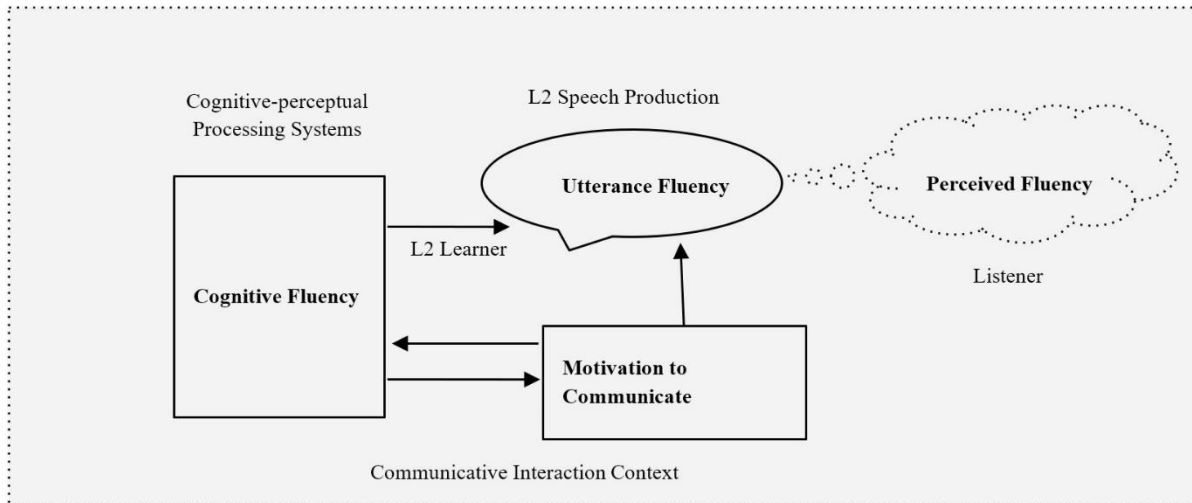 Cognitive-perceptual
Processing Systems
L2 Speech Production
Utterance Fluency
Perceived Fluency
L2 Learner
Listener
Cognitive Fluency
Motivation to
Communicate
Communicative Interaction Context